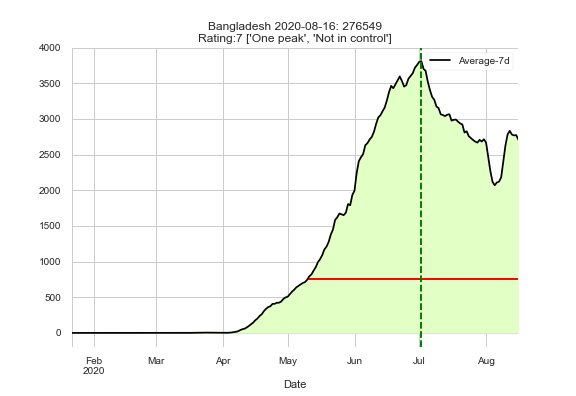 Bangladesh 2020-08-16: 276549
Rating:7 ['One peak', 'Not in control']
Average-7d
4000
3500
3000
2500
2000
1500
1000
500
0
Feb Mar Apr May Jun Jul Aug
2020
Date